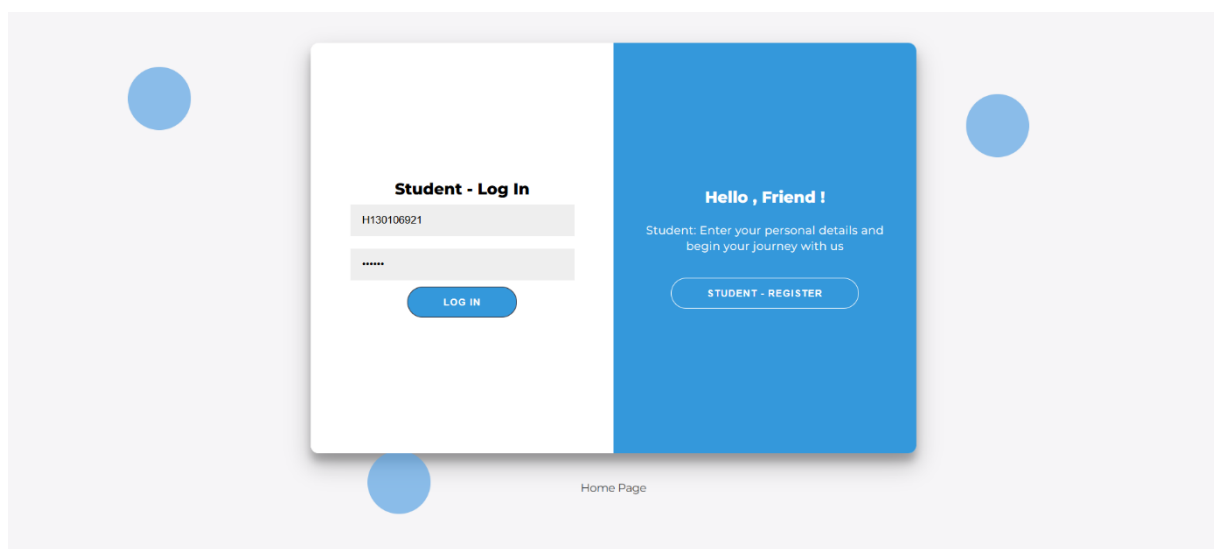 Student - Log In
H130106921
••••••
LOG IN
Hello , Friend !
Student: Enter your personal details and
begin your journey with us
STUDENT - REGISTER
Home Page